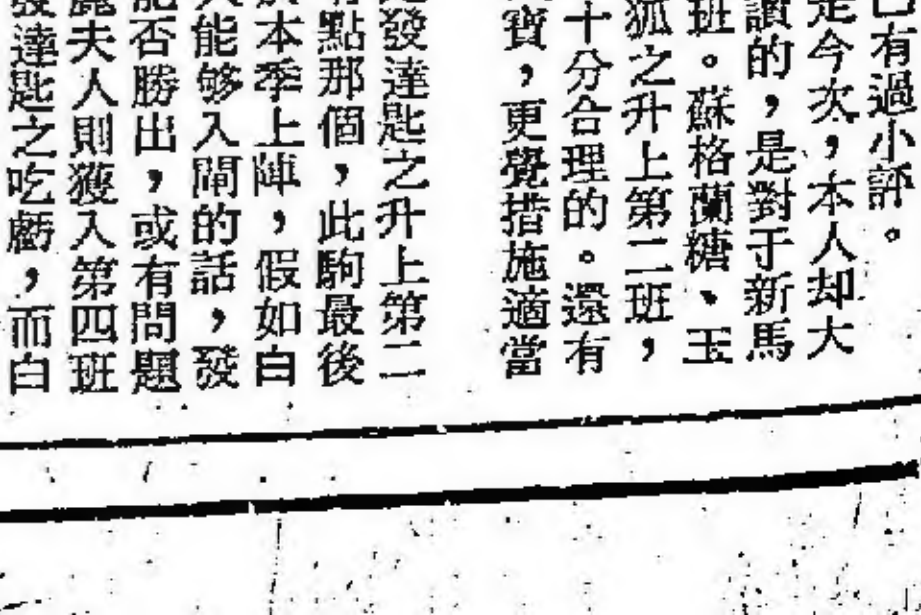 已有過小評。
是今次，本人却大
讚的，是對于新馬
班。蘇格蘭糖、玉
狐之升上第二班，
十分合理的。還有
寶，更覺措施適當
發達匙之升上第二
點那個，此駒最後
本季上陣，假如白
能够入閘的話，發
能否勝出，或有問題
麗夫人則獲入第四班
發達匙之吃虧，而白